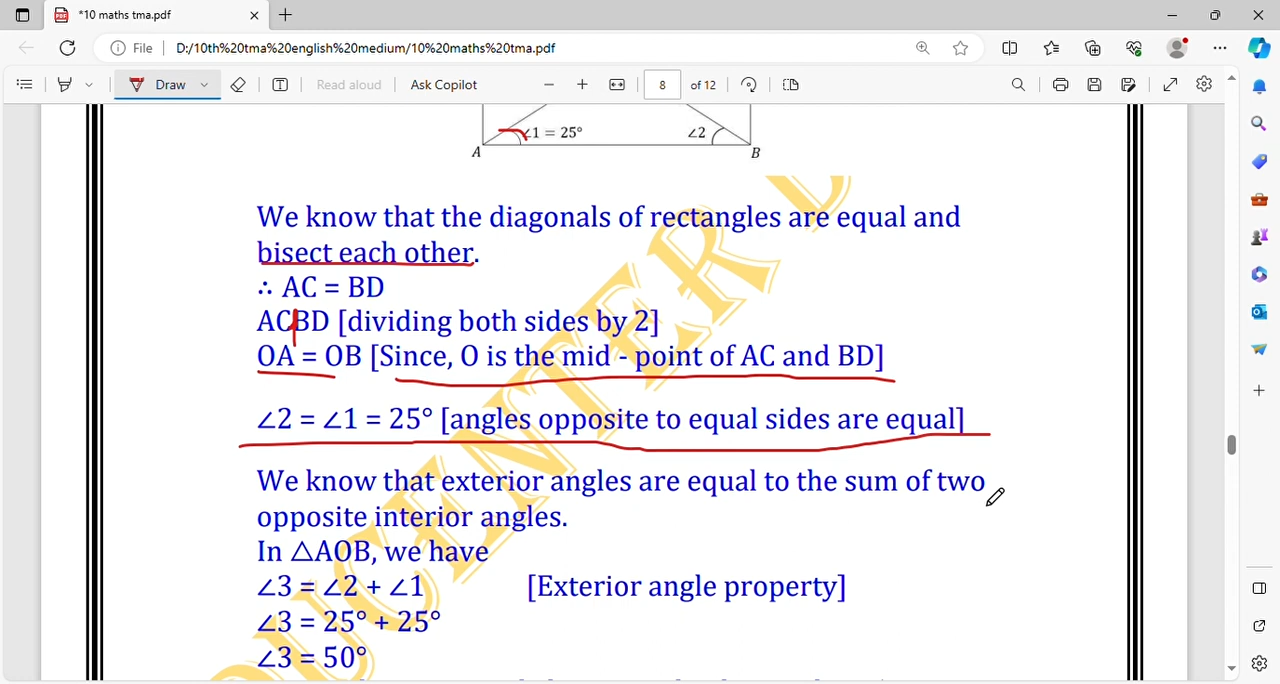 *10 maths tma.pdf
File D:/10th%20tma%20english%20medium/10%20maths%20tma.pdf
Draw Read aloud Ask Copilot 8 of 12
∠1 = 25° ∠2
A B
We know that the diagonals of rectangles are equal and
bisect each other.
∴ AC = BD
ACBD [dividing both sides by 2]
OA = OB [Since, O is the mid - point of AC and BD]
∠2 = ∠1 = 25° [angles opposite to equal sides are equal]
We know that exterior angles are equal to the sum of two
opposite interior angles.
In △AOB, we have
∠3 = ∠2 + ∠1 [Exterior angle property]
∠3 = 25° + 25°
∠3 = 50°